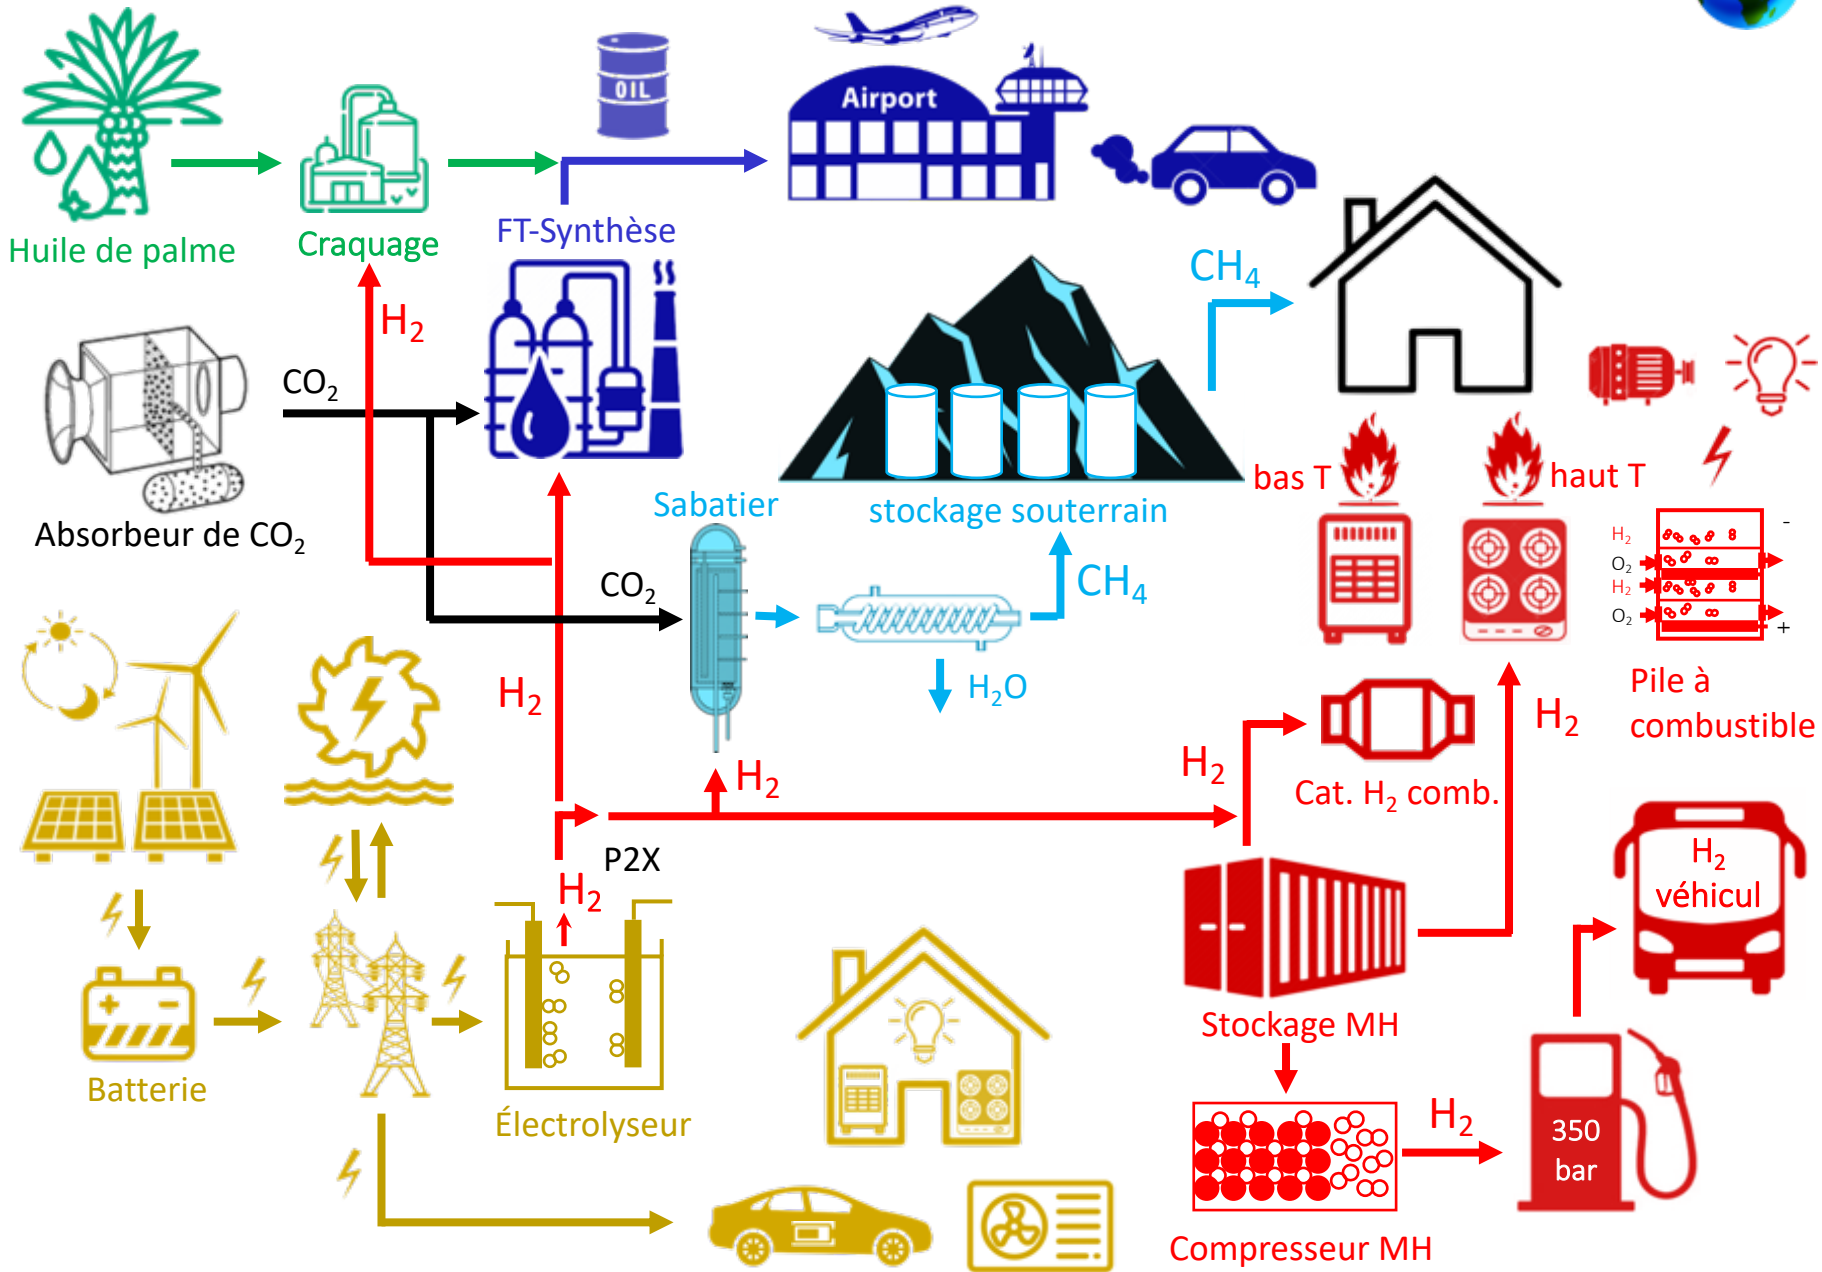 OIL
Airport
Huile de palme
Craquage
FT-Synthèse
H₂
CH₄
CO₂
Absorbeur de CO₂
Sabatier
stockage souterrain
bas T
haut T
H₂
O₂
H₂
O₂
-
+
CO₂
CH₄
H₂O
H₂
H₂
H₂
H₂
Pile à
combustible
Cat. H₂ comb.
P2X
H₂
H₂
véhicul
+ -
Batterie
Électrolyseur
Stockage MH
H₂
350
bar
Compresseur MH